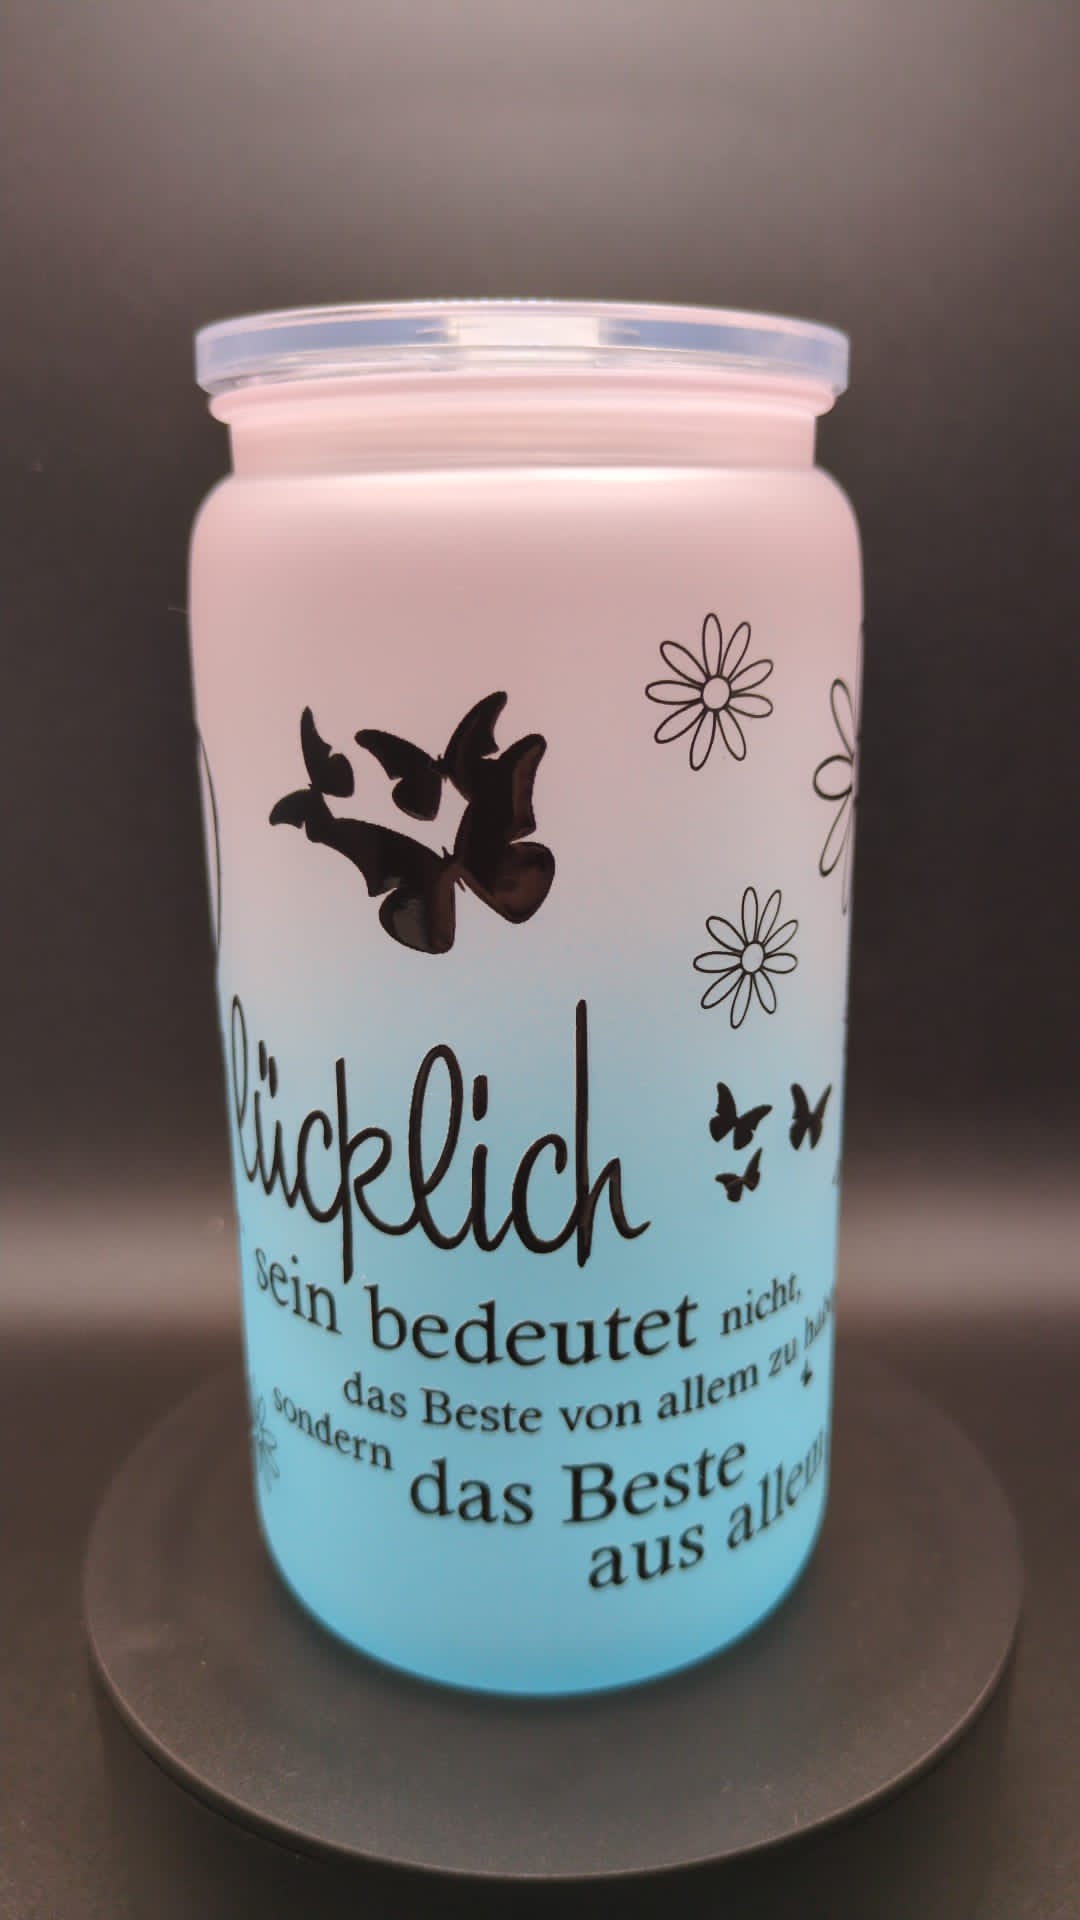 lücklich
sein bedeutet nicht,
das Beste von allem zu
sondern
das Beste
aus allem